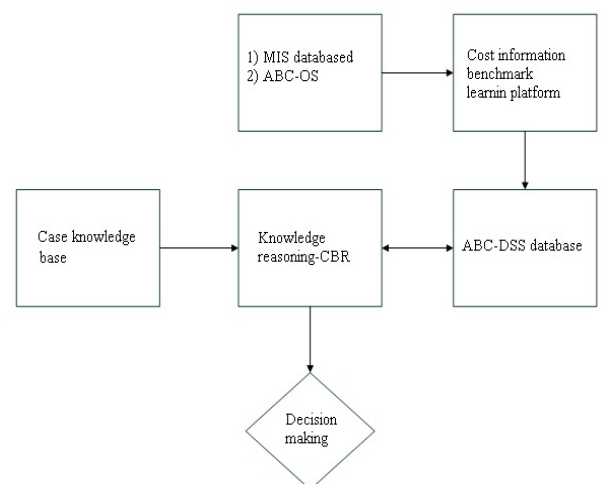 1) MIS databased
2) ABC-OS
Cost information
benchmark
learnin platform
Case knowledge
base
Knowledge
reasoning-CBR
ABC-DSS database
Decision
making